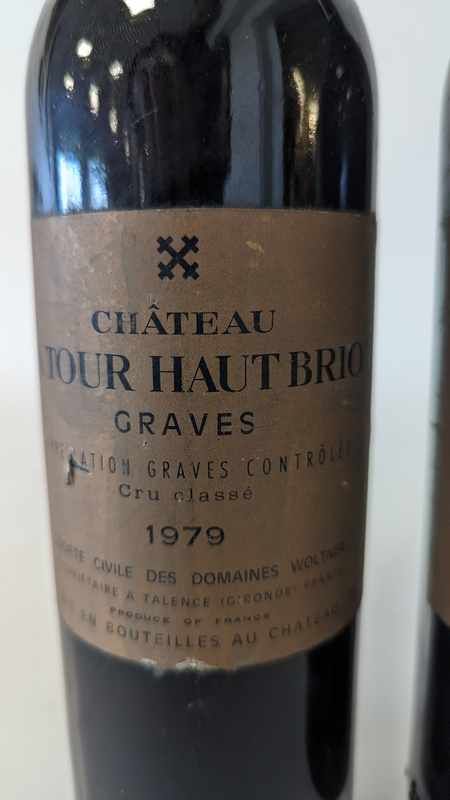 CHÂTEAU
TOUR HAUT BRIO
GRAVES
ATION GRAVES CONTRÔLÉE
Cru classé
1979
CIVILE DES DOMAINES WOLTNER
A TALENCE (GIRONDE) FRANCE
PRODUCE OF FRANCE
EN BOUTEILLES AU CHATEAU